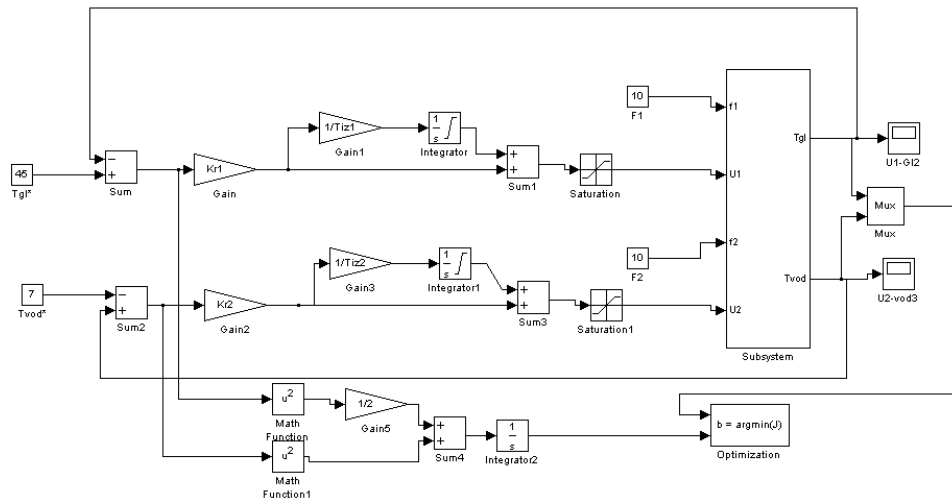 10
F1
f1
1/Tiz1
1
s
Gain1
Integrator
Tgl
U1-Gl2
−
+
45
Tgl*
Sum
Kr1
Gain
+
+
Sum1
Saturation
U1
Mux
Mux
10
F2
f2
1/Tiz2
1
s
Gain3
Integrator1
Tvod
U2-vod3
7
Tvod*
−
+
Sum2
Kr2
Gain2
+
+
Sum3
Saturation1
U2
Subsystem
u2
Math
Function
1/2
Gain5
+
+
Sum4
1
s
Integrator2
b = argmin(J)
Optimization
u2
Math
Function1